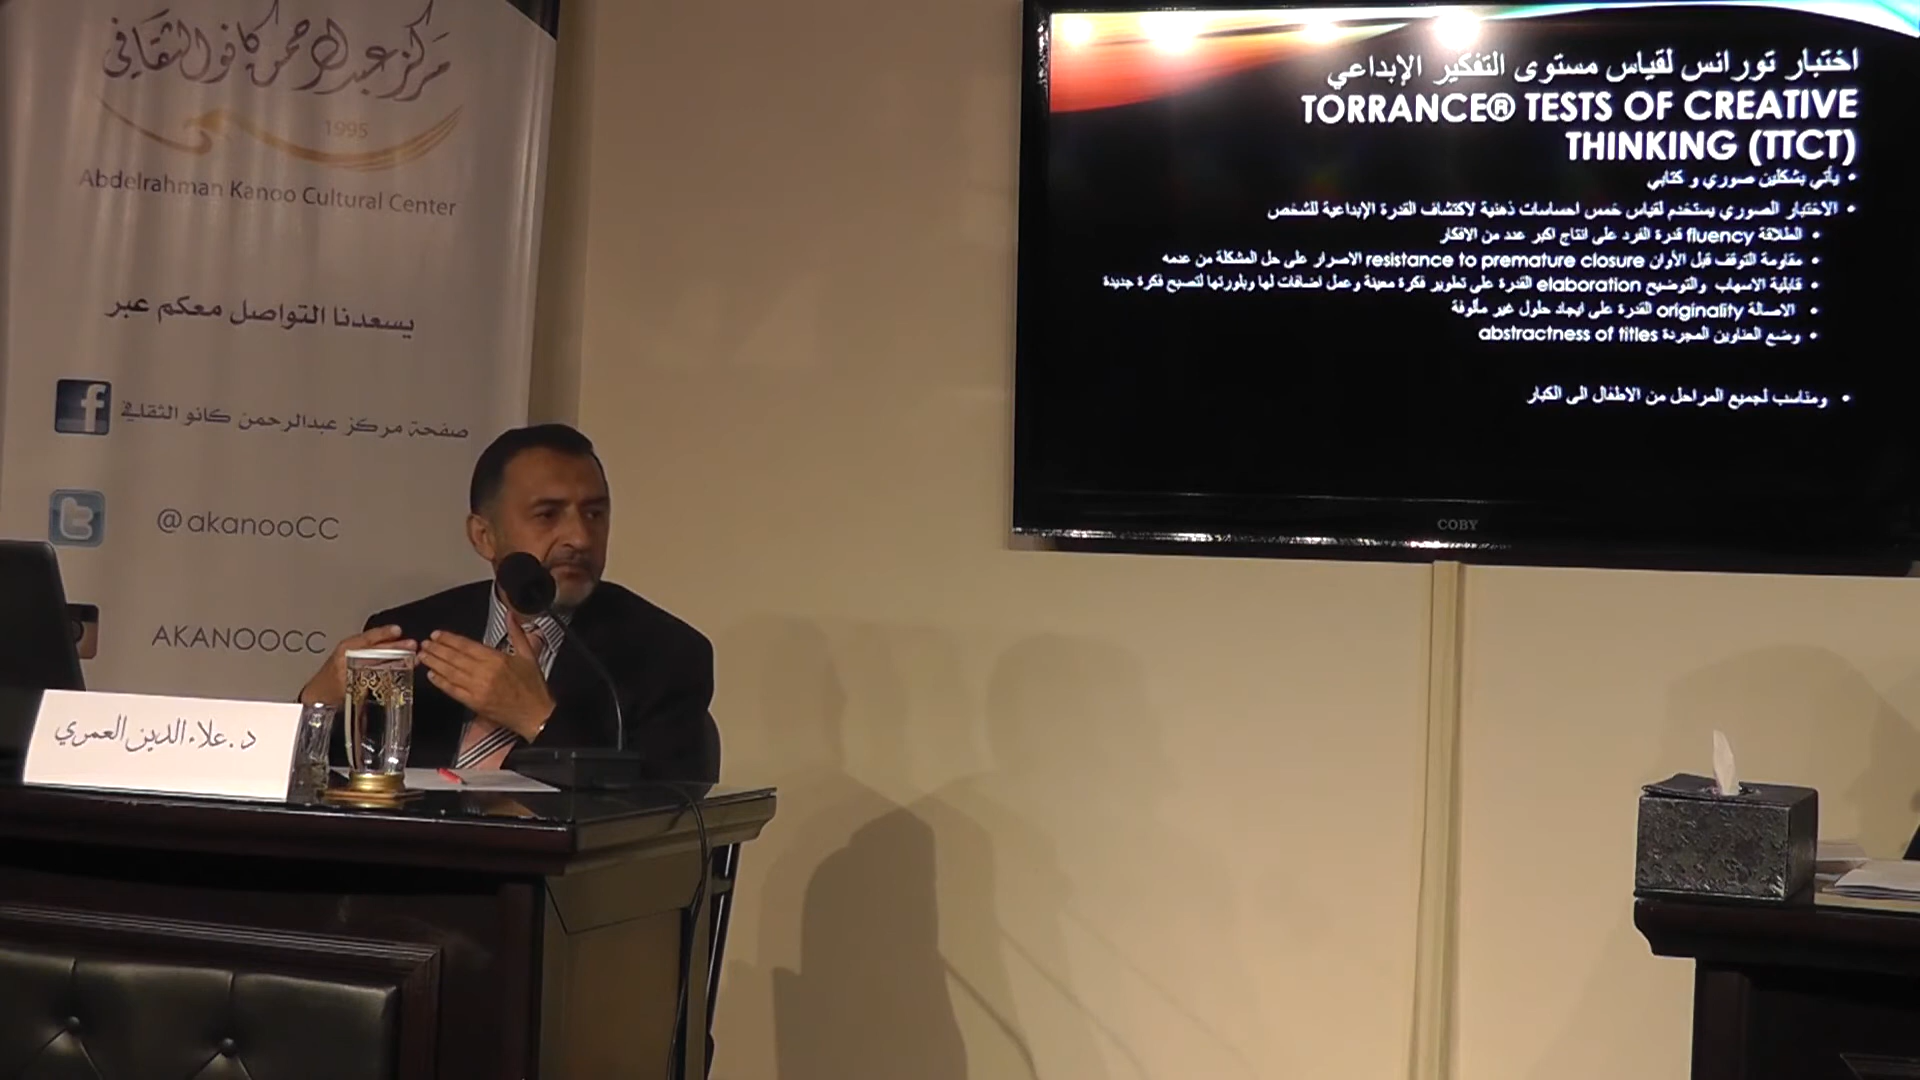 مركز عبدالرحمن كانو الثقافي
1995
Abdelrahman Kanoo Cultural Center
يسعدنا التواصل معكم عبر
صفحة مركز عبدالرحمن كانو الثقافي
@akanooCC
AKANOOCC
د. علاء الدين العمري
اختبار تورانس لقياس مستوى التفكير الإبداعي
TORRANCE® TESTS OF CREATIVE
THINKING (TTCT)
• يأتي بشكلين صوري و كتابي
• الاختبار الصوري يستخدم لقياس خمس احساسات ذهنية لاكتشاف القدرة الإبداعية للشخص
• الطلاقة fluency قدرة الفرد على انتاج اكبر عدد من الافكار
• مقاومة التوقف قبل الأوان resistance to premature closure الاصرار على حل المشكلة من عدمه
• قابلية الاسهاب والتوضيح elaboration القدرة على تطوير فكرة معينة وعمل اضافات لها وبلورتها لتصبح فكرة جديدة
• الاصالة originality القدرة على ايجاد حلول غير مألوفة
• وضع العناوين المجردة abstractness of titles
• ومناسب لجميع المراحل من الاطفال الى الكبار
COBY